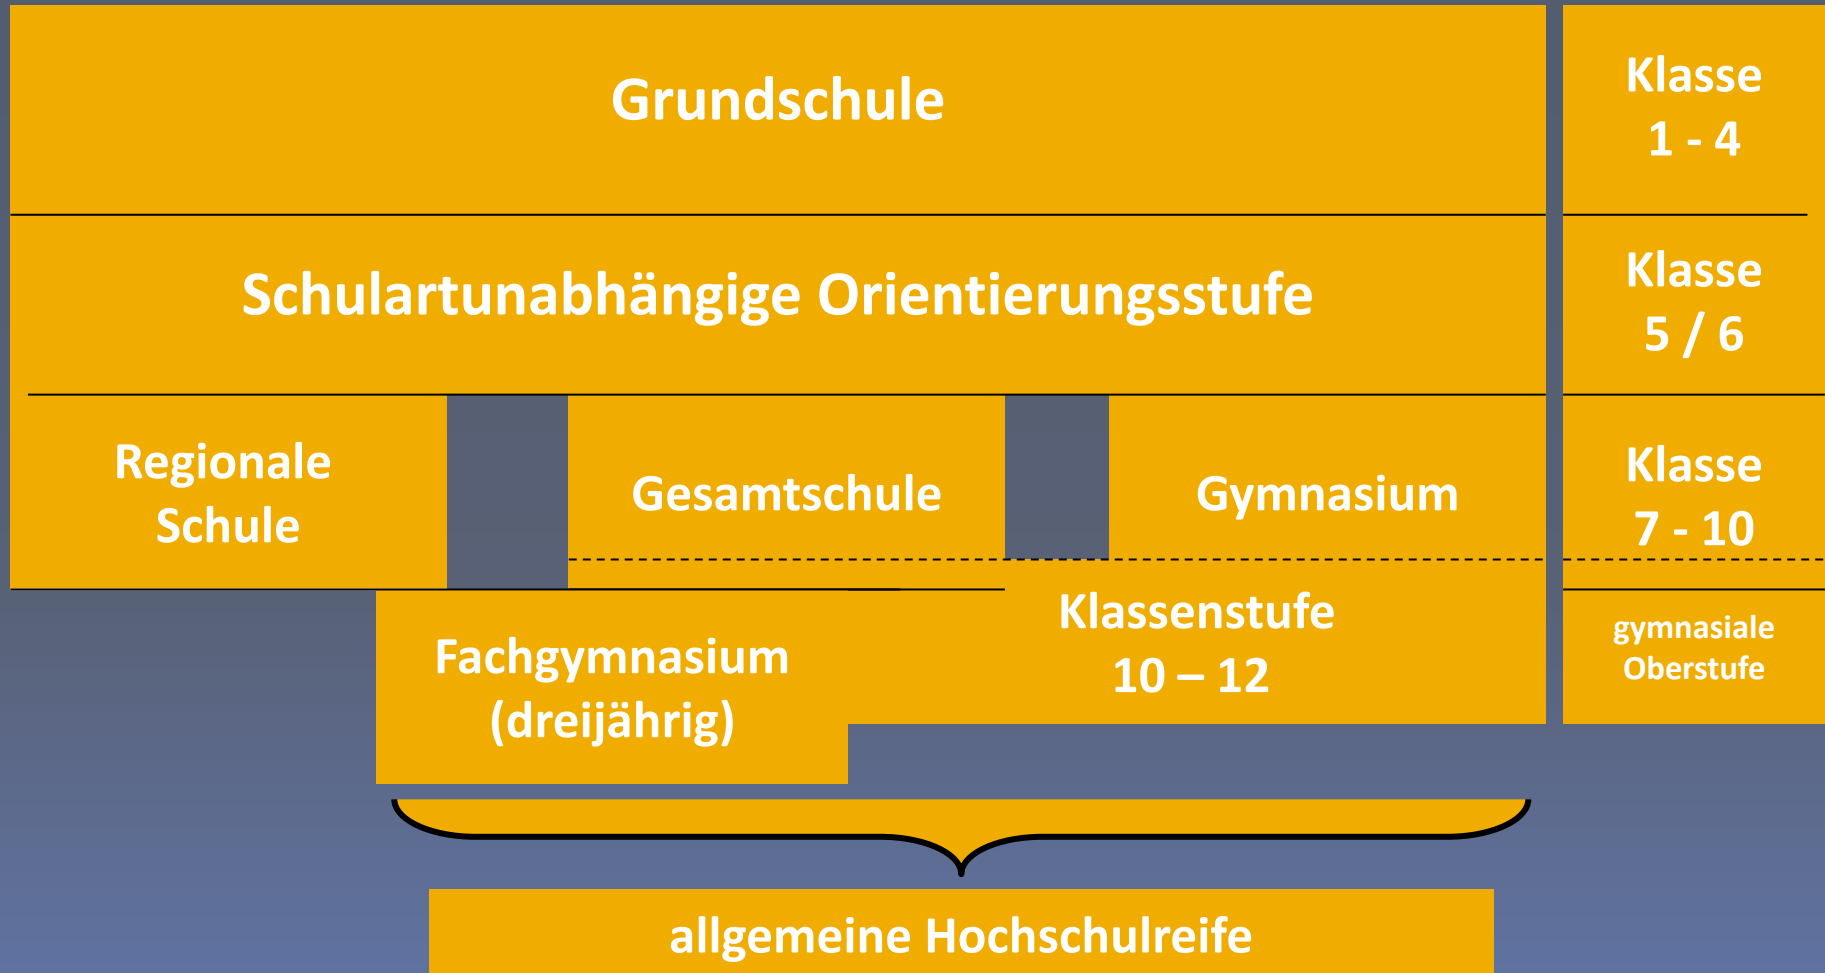 Grundschule
Klasse
1 - 4
Schulartunabhängige Orientierungsstufe
Klasse
5 / 6
Regionale
Schule
Gesamtschule
Gymnasium
Klasse
7 - 10
Fachgymnasium
(dreijährig)
Klassenstufe
10 – 12
gymnasiale
Oberstufe
allgemeine Hochschulreife